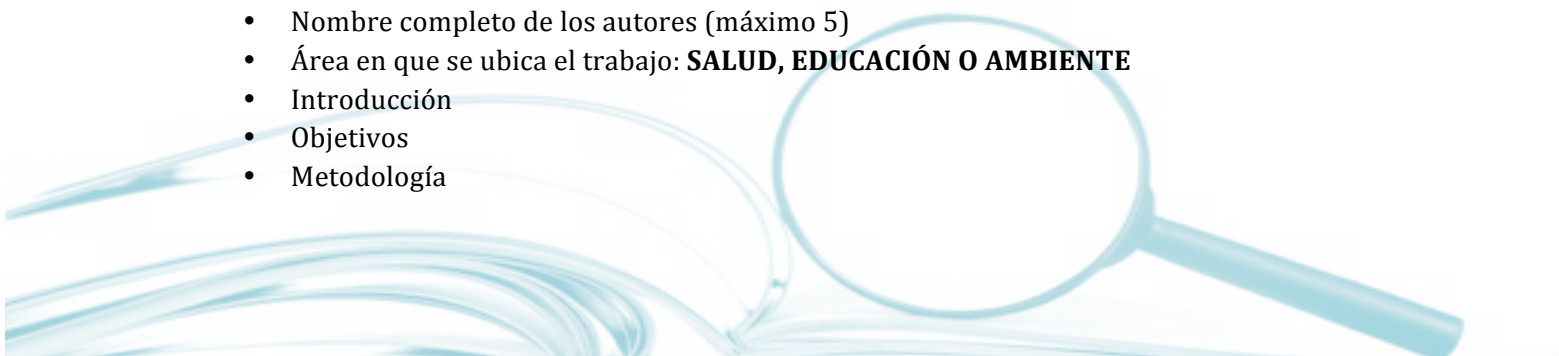 • Nombre completo de los autores (máximo 5)
• Área en que se ubica el trabajo: SALUD, EDUCACIÓN O AMBIENTE
• Introducción
• Objetivos
• Metodología